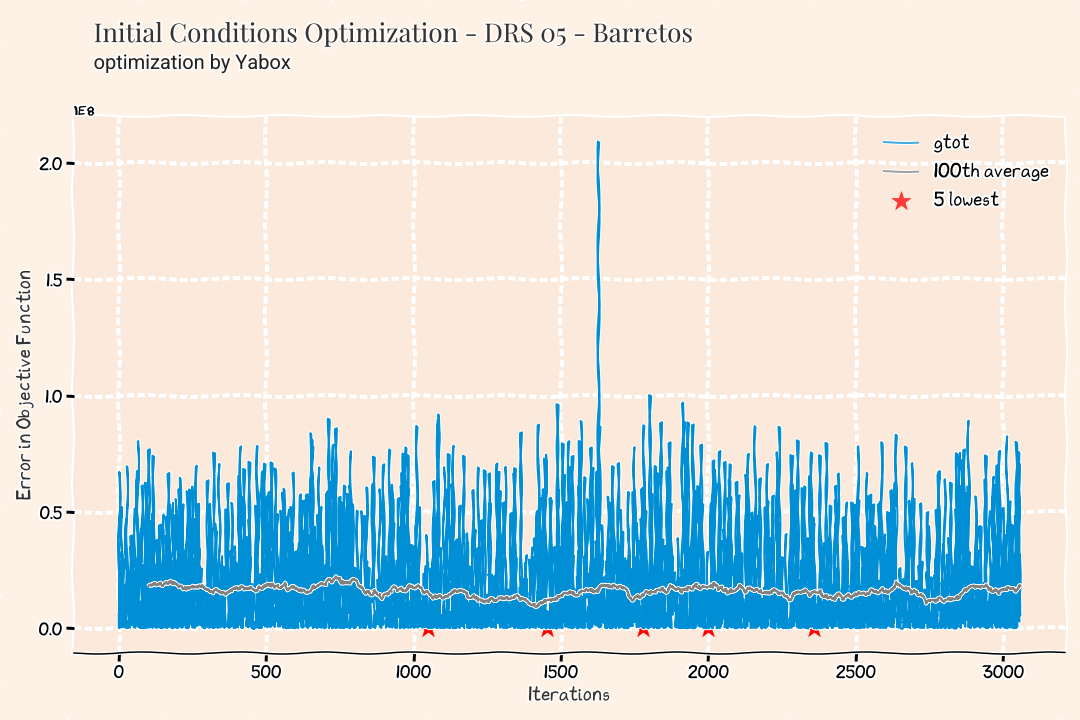 Initial Conditions Optimization - DRS 05 - Barretos
optimization by Yabox
1E8
gtot
100th average
5 lowest
2.0
1.5
1.0
0.5
0.0
Error in Objective Function
0 500 1000 1500 2000 2500 3000
Iterations